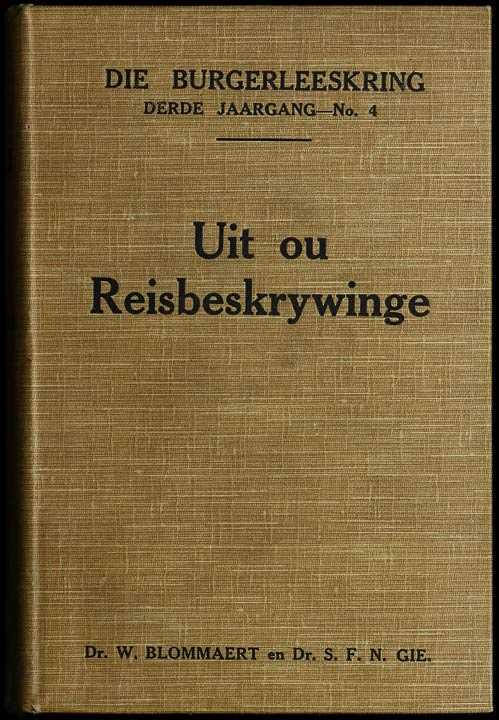 DIE BURGERLEESKRING
DERDE JAARGANG—No. 4
Uit ou
Reisbeskrywinge
Dr. W. BLOMMAERT en Dr. S. F. N. GIE.